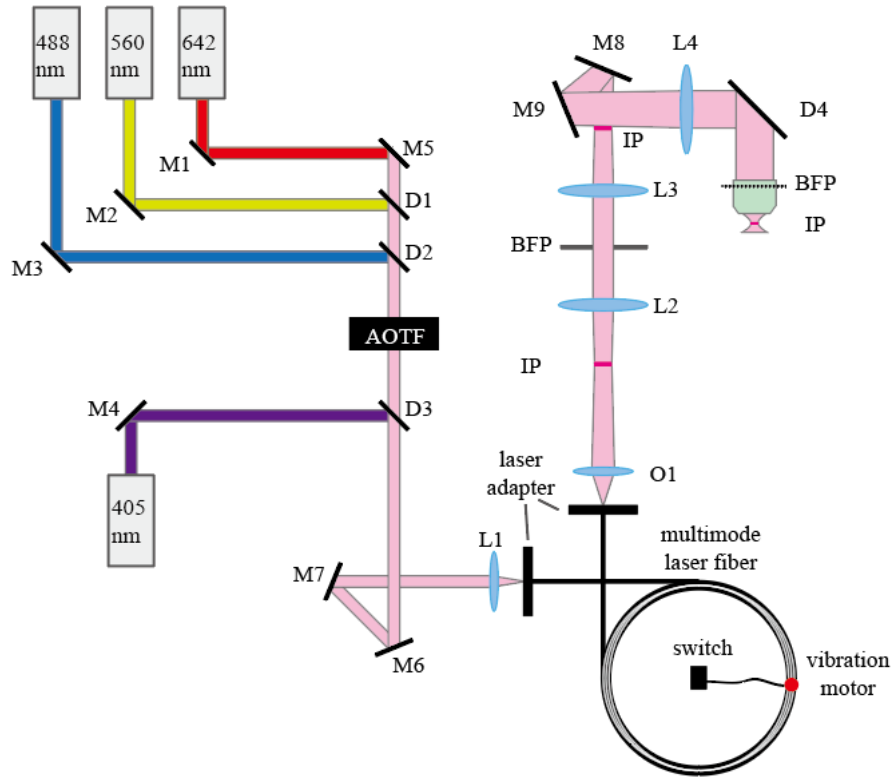 488
nm
560
nm
642
nm
M1
M5
M2
D1
M3
D2
AOTF
M4
D3
405
nm
M7
M6
L1
laser
adapter
M8
L4
M9
D4
IP
L3
BFP
IP
BFP
L2
IP
O1
multimode
laser fiber
switch
vibration
motor